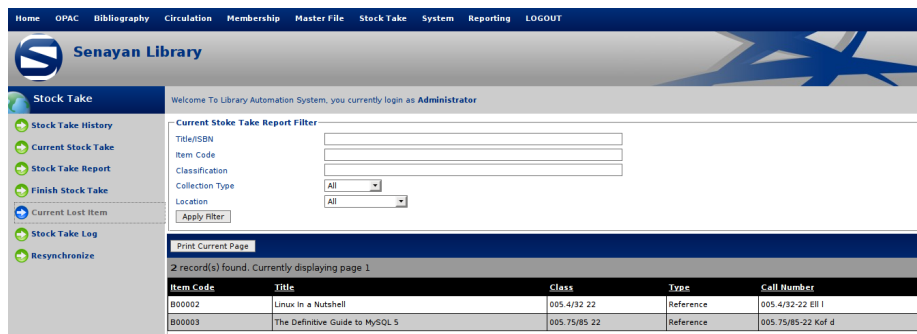 Home OPAC Bibliography Circulation Membership Master File Stock Take System Reporting LOGOUT
Senayan Library
Stock Take
Welcome To Library Automation System, you currently login as Administrator
Stock Take History
Current Stock Take
Stock Take Report
Finish Stock Take
Current Lost Item
Stock Take Log
Resynchronize
Current Stoke Take Report Filter
Title/ISBN
Item Code
Classification
Collection Type All
Location All
Apply Filter
Print Current Page
2 record(s) found. Currently displaying page 1
Item Code Title Class Type Call Number
B00002 Linux In a Nutshell 005.4/32 22 Reference 005.4/32-22 Ell l
B00003 The Definitive Guide to MySQL 5 005.75/85 22 Reference 005.75/85-22 Kof d